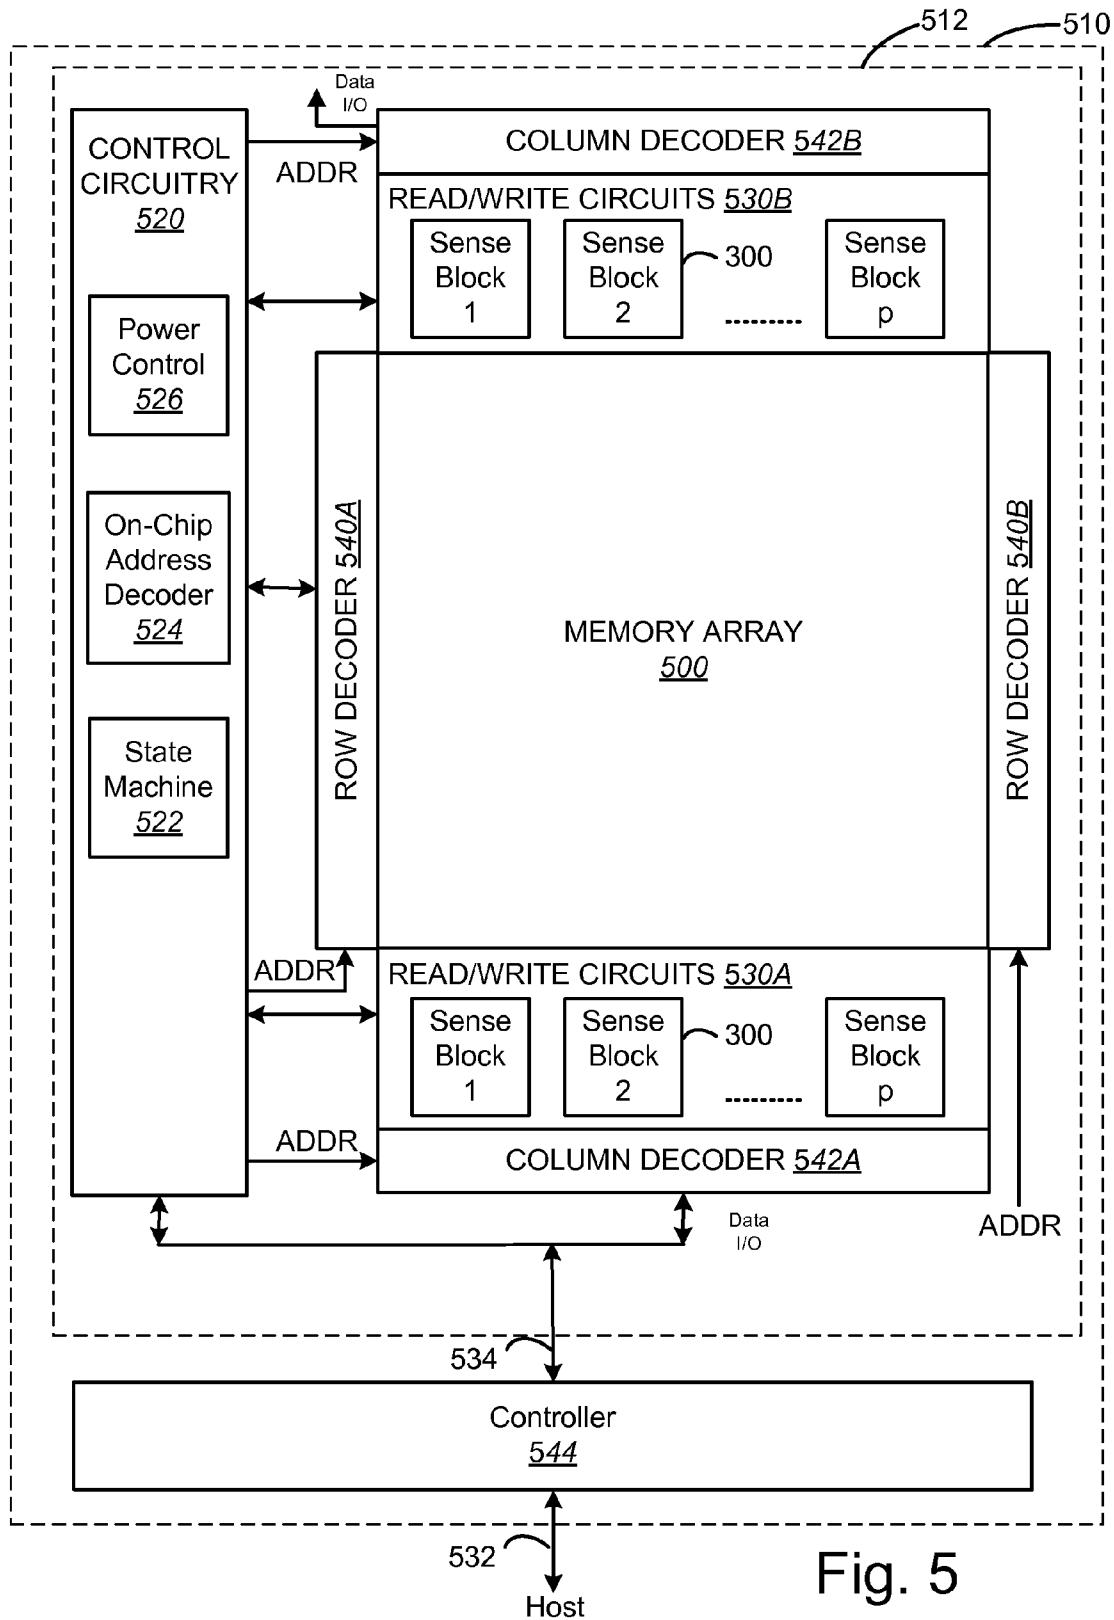 512
510
Data
I/O
CONTROL
CIRCUITRY
520
ADDR
COLUMN DECODER 542B
READ/WRITE CIRCUITS 530B
Sense
Block
1
Sense
Block
2
300
.........
Sense
Block
p
Power
Control
526
On-Chip
Address
Decoder
524
State
Machine
522
ROW DECODER 540A
MEMORY ARRAY
500
ROW DECODER 540B
ADDR
READ/WRITE CIRCUITS 530A
Sense
Block
1
Sense
Block
2
300
.........
Sense
Block
p
ADDR
COLUMN DECODER 542A
Data
I/O
ADDR
534
Controller
544
532
Host
Fig. 5